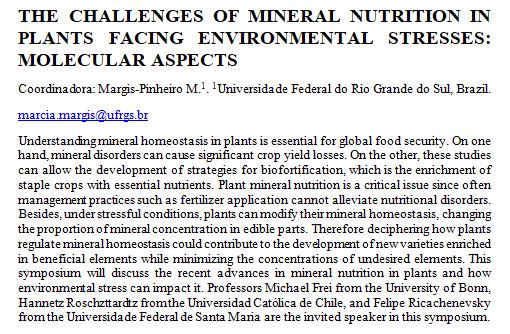 THE CHALLENGES OF MINERAL NUTRITION IN
PLANTS FACING ENVIRONMENTAL STRESSES:
MOLECULAR ASPECTS
Coordinadora: Margis-Pinheiro M.¹. ¹Universidade Federal do Rio Grande do Sul, Brazil.
marcia.margis@ufrgs.br
Understanding mineral homeostasis in plants is essential for global food security. On one
hand, mineral disorders can cause significant crop yield losses. On the other, these studies
can allow the development of strategies for biofortification, which is the enrichment of
staple crops with essential nutrients. Plant mineral nutrition is a critical issue since often
management practices such as fertilizer application cannot alleviate nutritional disorders.
Besides, under stressful conditions, plants can modify their mineral homeostasis, changing
the proportion of mineral concentration in edible parts. Therefore deciphering how plants
regulate mineral homeostasis could contribute to the development of new varieties enriched
in beneficial elements while minimizing the concentrations of undesired elements. This
symposium will discuss the recent advances in mineral nutrition in plants and how
environmental stress can impact it. Professors Michael Frei from the University of Bonn,
Hannetz Roschzttardtz from the Universidad Católica de Chile, and Felipe Ricachenevsky
from the Universidade Federal de Santa Maria are the invited speaker in this symposium.